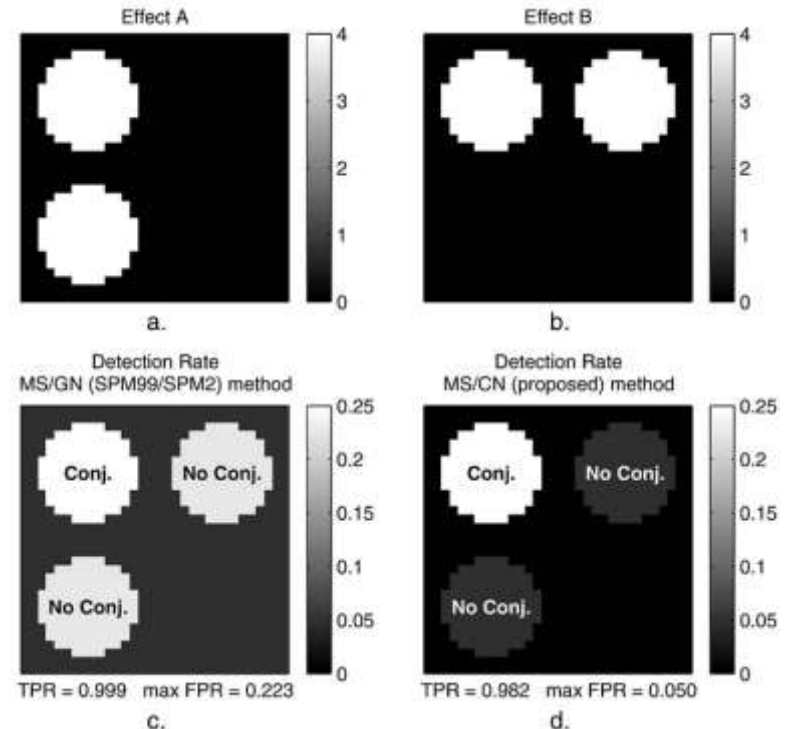 Effect A
4
3
2
1
0
a.
Effect B
4
3
2
1
0
b.
Detection Rate
MS/GN (SPM99/SPM2) method
0.25
0.2
0.15
0.1
0.05
0
Conj.
No Conj.
No Conj.
TPR = 0.999 max FPR = 0.223
c.
Detection Rate
MS/CN (proposed) method
0.25
0.2
0.15
0.1
0.05
0
Conj.
No Conj.
No Conj.
TPR = 0.982 max FPR = 0.050
d.